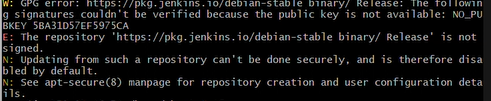 W: GPG error: https://pkg.jenkins.io/debian-stable binary/ Release: The followin
g signatures couldn't be verified because the public key is not available: NO_PU
BKEY 5BA31D57EF5975CA
E: The repository 'https://pkg.jenkins.io/debian-stable binary/ Release' is not
signed.
N: Updating from such a repository can't be done securely, and is therefore disa
bled by default.
N: See apt-secure(8) manpage for repository creation and user configuration deta
ils.